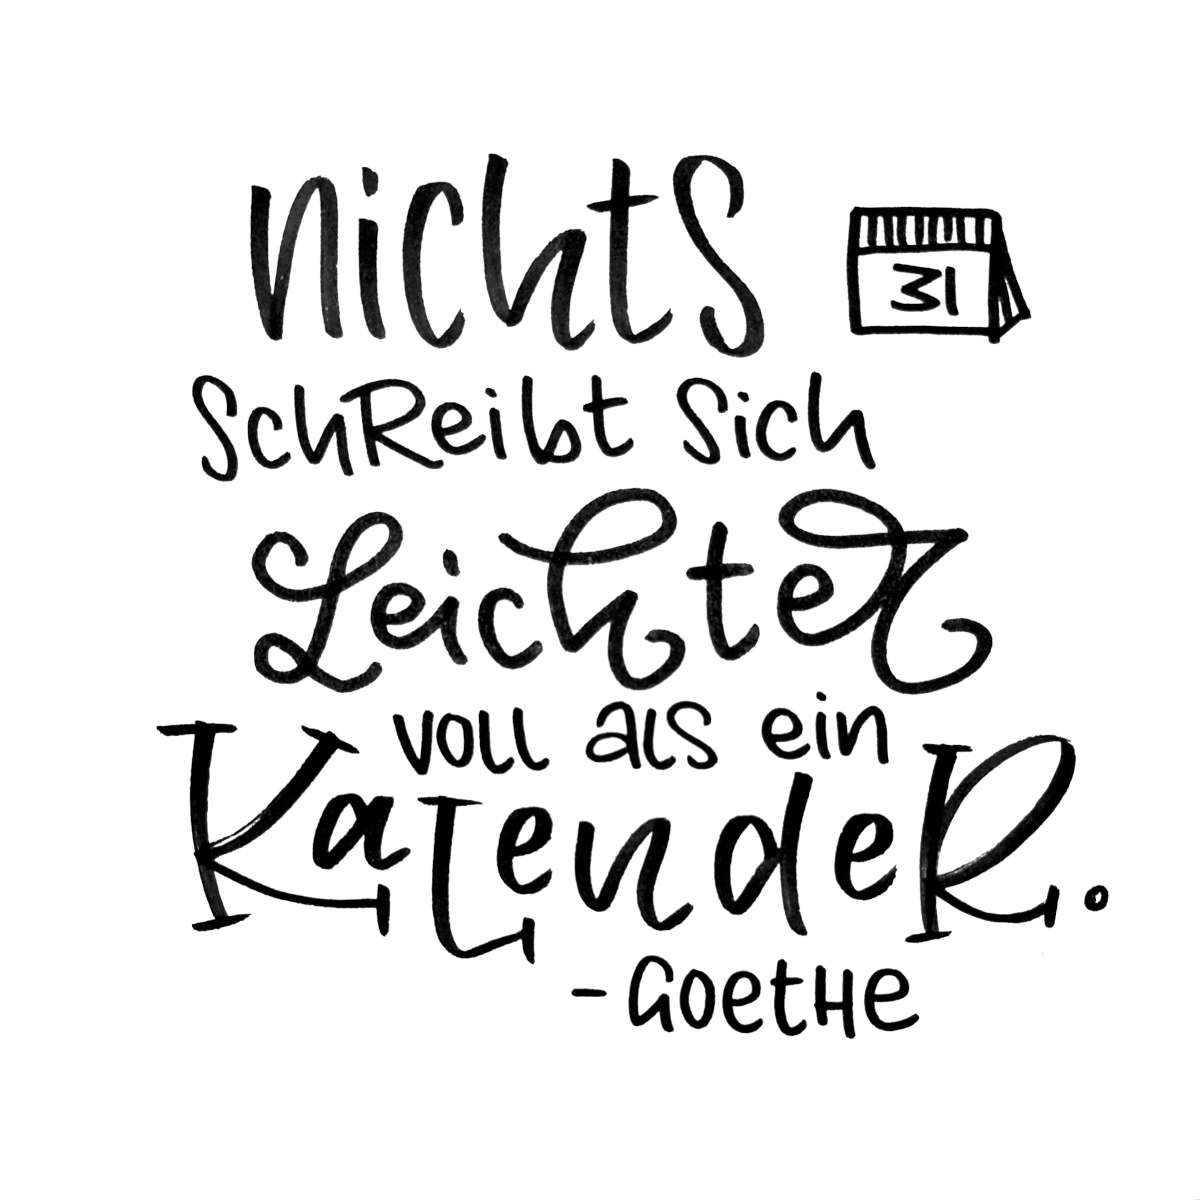 nichts
31
schreibt sich
Leichter
voll als ein
Kalender.
-Goethe